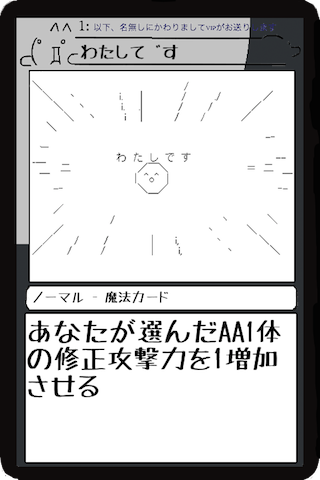 1: 以下、名無しにかわりましてVIPがお送りします
わたしで゛す
わたしです
ノーマル - 魔法カード
あなたが選んだAA1体
の修正攻撃力を1増加
させる